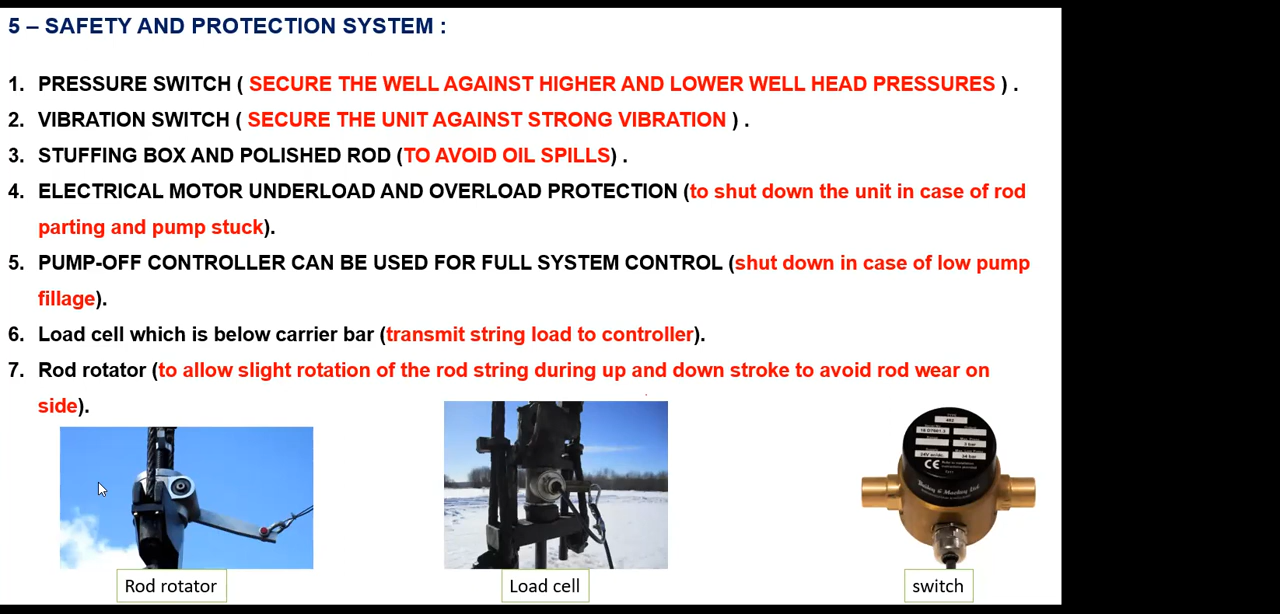 5 – SAFETY AND PROTECTION SYSTEM :
1. PRESSURE SWITCH ( SECURE THE WELL AGAINST HIGHER AND LOWER WELL HEAD PRESSURES ) .
2. VIBRATION SWITCH ( SECURE THE UNIT AGAINST STRONG VIBRATION ) .
3. STUFFING BOX AND POLISHED ROD (TO AVOID OIL SPILLS) .
4. ELECTRICAL MOTOR UNDERLOAD AND OVERLOAD PROTECTION (to shut down the unit in case of rod
parting and pump stuck).
5. PUMP-OFF CONTROLLER CAN BE USED FOR FULL SYSTEM CONTROL (shut down in case of low pump
fillage).
6. Load cell which is below carrier bar (transmit string load to controller).
7. Rod rotator (to allow slight rotation of the rod string during up and down stroke to avoid rod wear on
side).
CE
Bailey & Mackey Ltd
Rod rotator
Load cell
switch